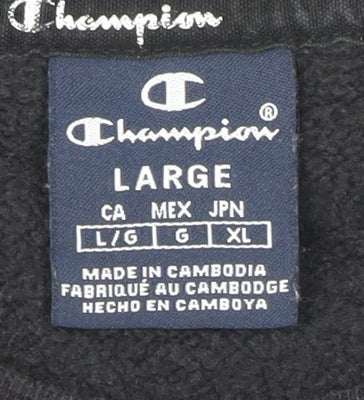 Champion
Champion®
LARGE
CA MEX JPN
L/G G XL
MADE IN CAMBODIA
FABRIQUÉ AU CAMBODGE
HECHO EN CAMBOYA